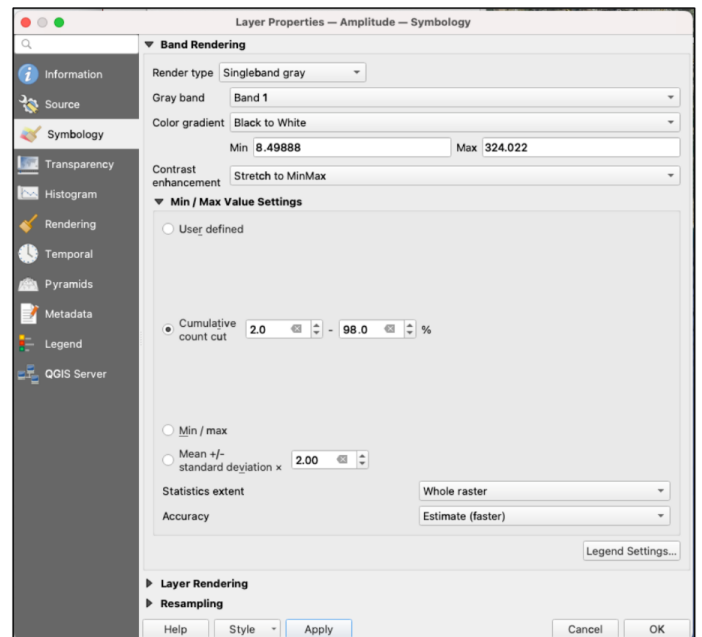 Layer Properties — Amplitude — Symbology
Information
Source
Symbology
Transparency
Histogram
Rendering
Temporal
Pyramids
Metadata
Legend
QGIS Server
Band Rendering
Render type Singleband gray
Gray band Band 1
Color gradient Black to White
Min 8.49888 Max 324.022
Contrast
enhancement Stretch to MinMax
Min / Max Value Settings
User defined
Cumulative
count cut 2.0 - 98.0 %
Min / max
Mean +/-
standard deviation × 2.00
Statistics extent Whole raster
Accuracy Estimate (faster)
Legend Settings...
Layer Rendering
Resampling
Help Style Apply Cancel OK